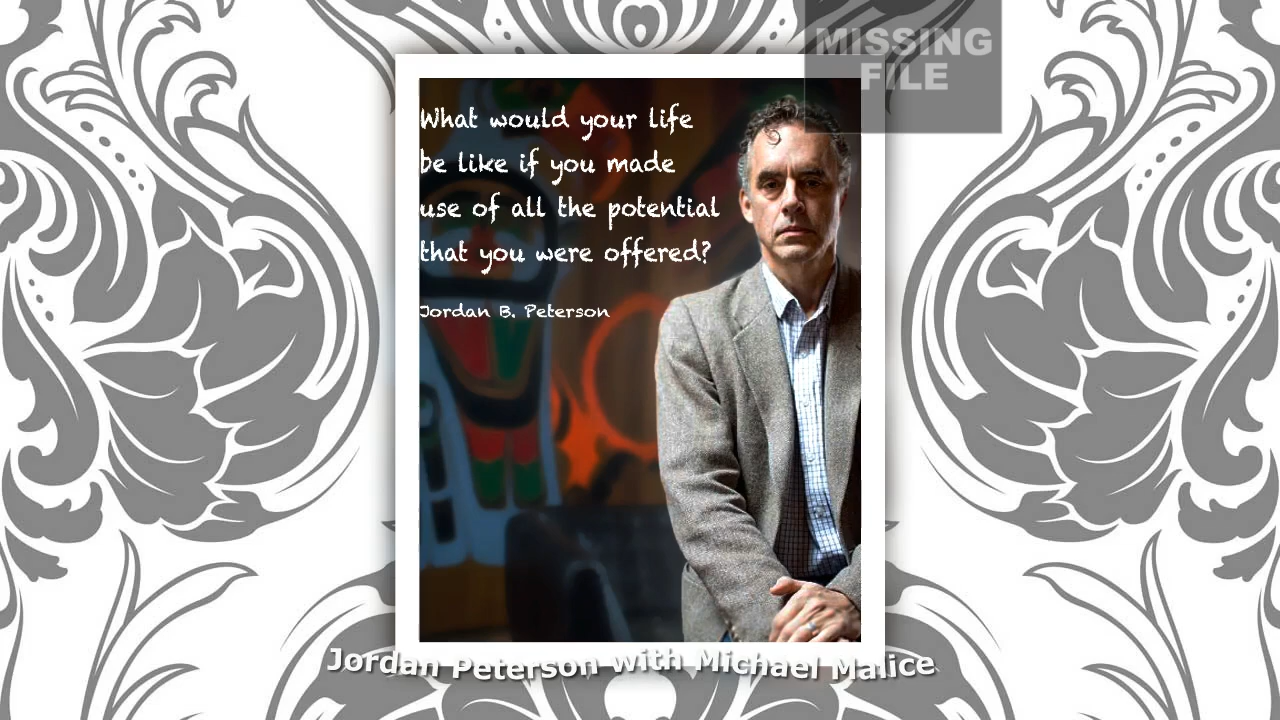 MISSING
FILE
What would your life
be like if you made
use of all the potential
that you were offered?
Jordan B. Peterson
Jordan Peterson with Michael Malice